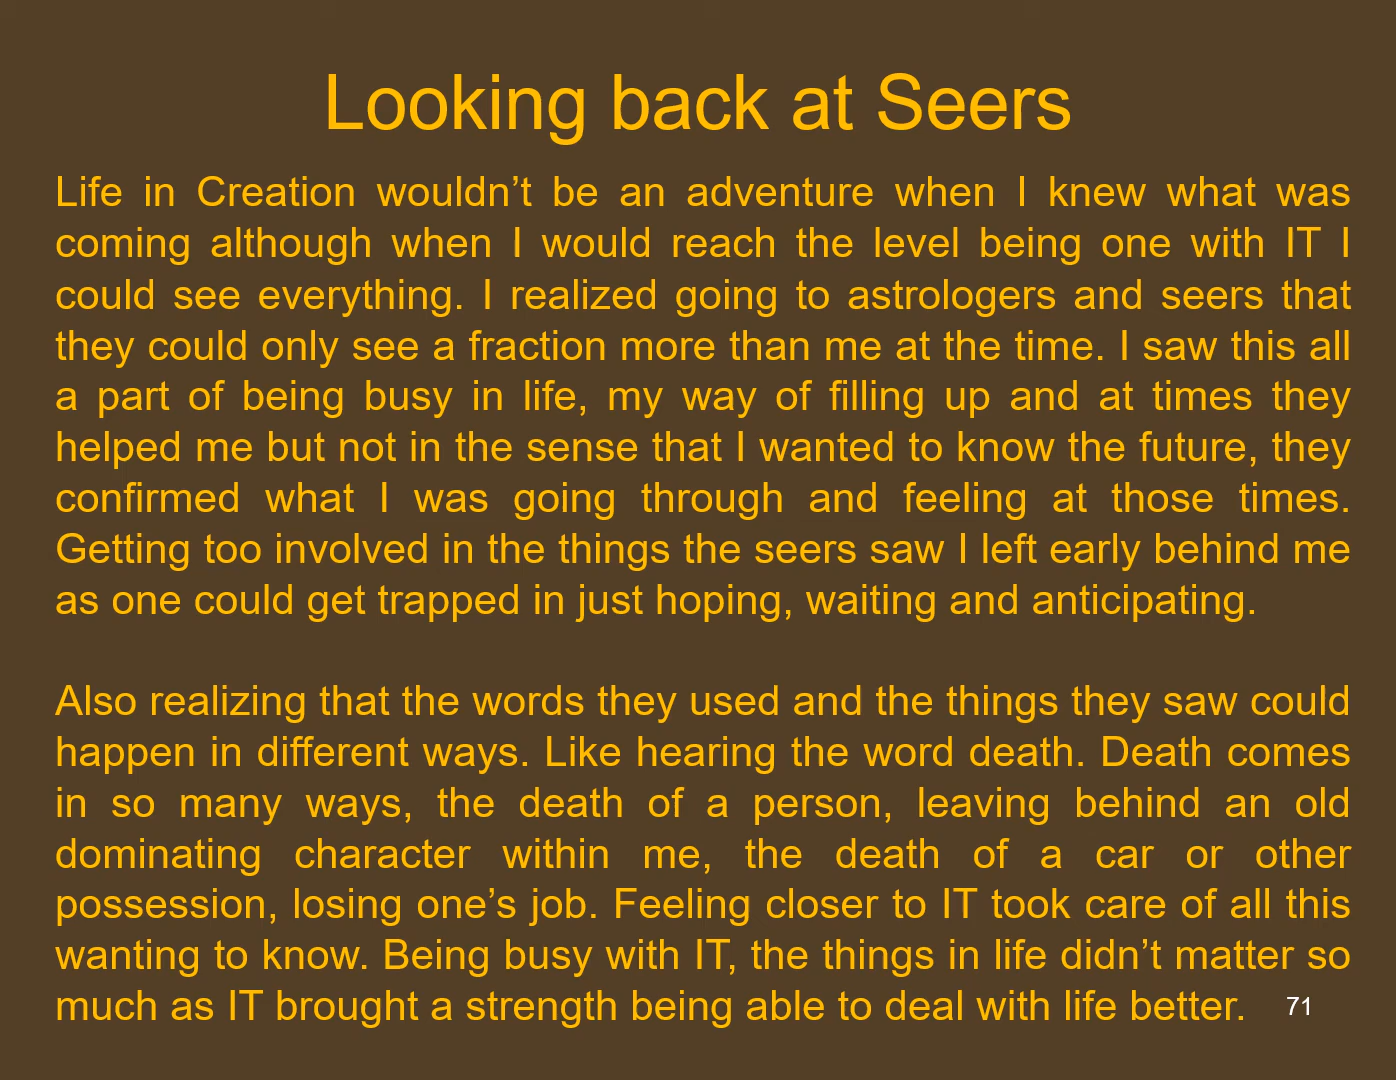 Looking back at Seers
Life in Creation wouldn’t be an adventure when I knew what was
coming although when I would reach the level being one with IT I
could see everything. I realized going to astrologers and seers that
they could only see a fraction more than me at the time. I saw this all
a part of being busy in life, my way of filling up and at times they
helped me but not in the sense that I wanted to know the future, they
confirmed what I was going through and feeling at those times.
Getting too involved in the things the seers saw I left early behind me
as one could get trapped in just hoping, waiting and anticipating.
Also realizing that the words they used and the things they saw could
happen in different ways. Like hearing the word death. Death comes
in so many ways, the death of a person, leaving behind an old
dominating character within me, the death of a car or other
possession, losing one’s job. Feeling closer to IT took care of all this
wanting to know. Being busy with IT, the things in life didn’t matter so
much as IT brought a strength being able to deal with life better.
71